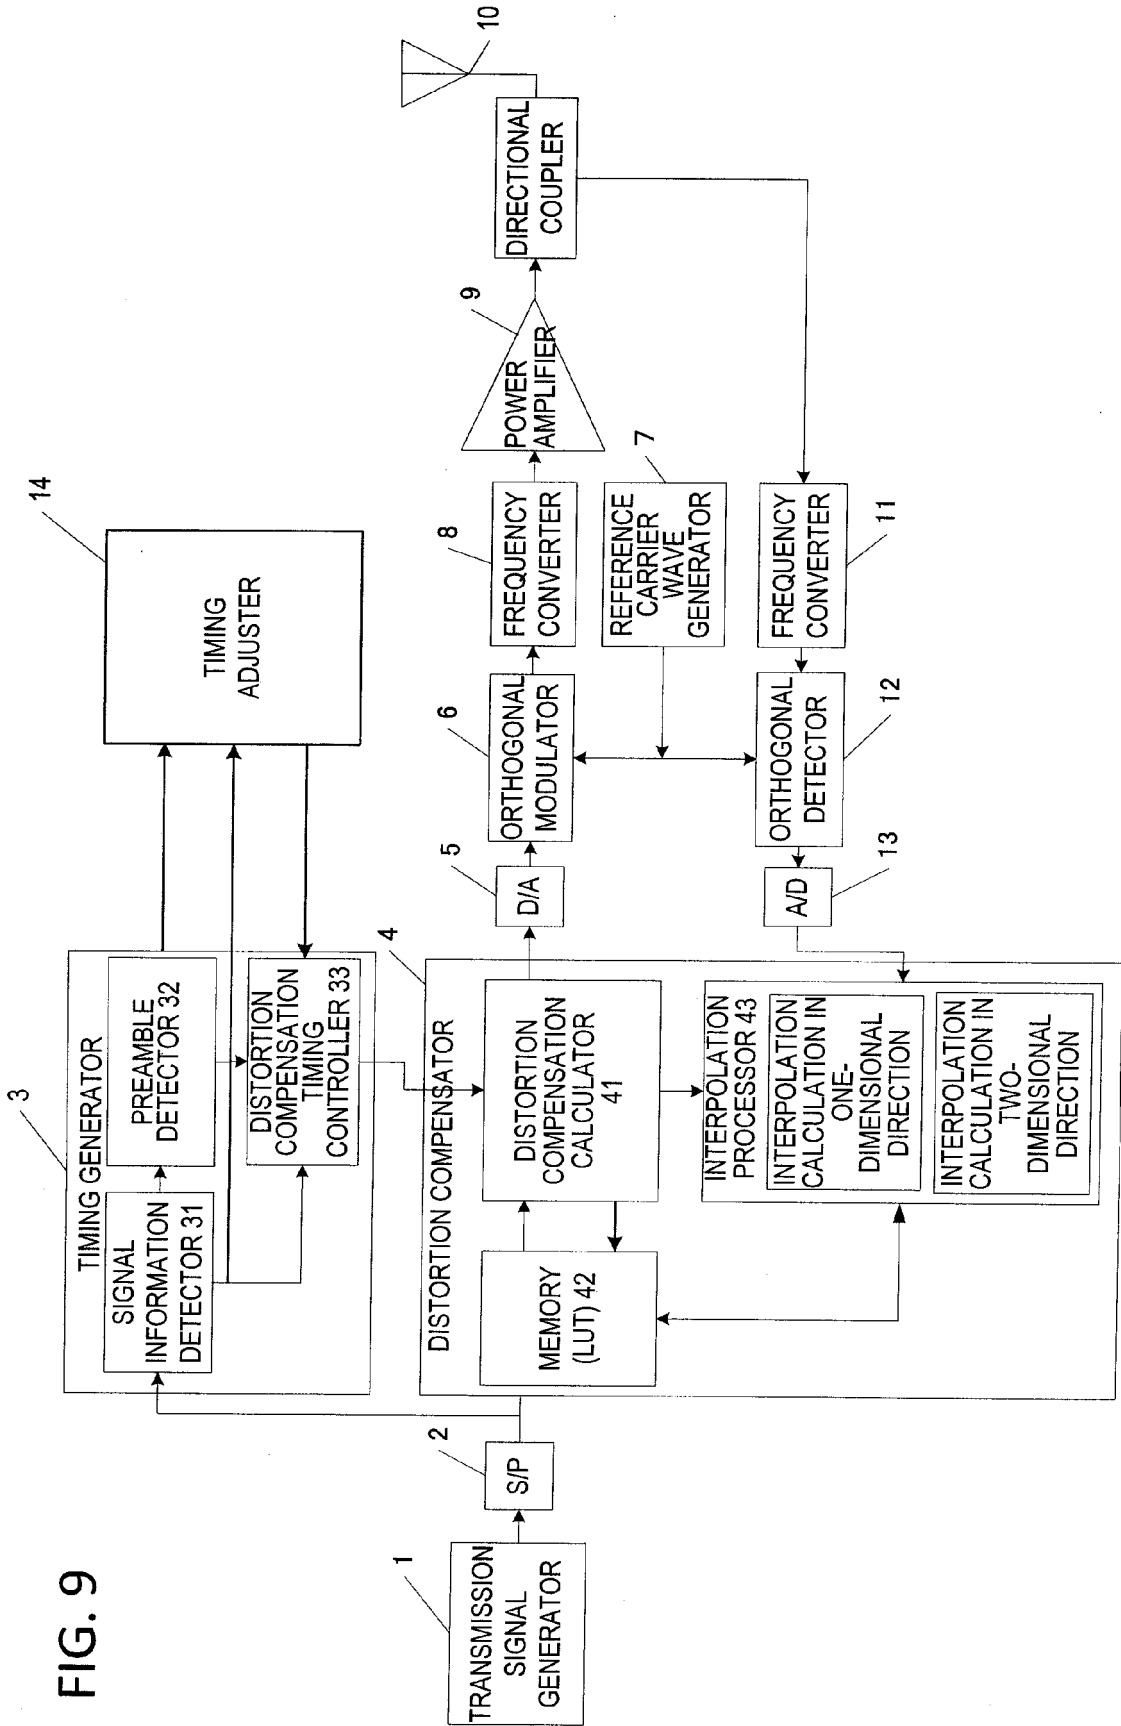 FIG. 9
14
TIMING
ADJUSTER
3
TIMING GENERATOR
SIGNAL
INFORMATION
DETECTOR 31
PREAMBLE
DETECTOR 32
DISTORTION
COMPENSATION
TIMING
CONTROLLER 33
1
TRANSMISSION
SIGNAL
GENERATOR
2
S/P
4
DISTORTION COMPENSATOR
MEMORY
(LUT) 42
DISTORTION
COMPENSATION
CALCULATOR
41
INTERPOLATION
PROCESSOR 43
INTERPOLATION
CALCULATION IN
ONE-
DIMENSIONAL
DIRECTION
INTERPOLATION
CALCULATION IN
TWO-
DIMENSIONAL
DIRECTION
5
D/A
6
ORTHOGONAL
MODULATOR
8
FREQUENCY
CONVERTER
9
POWER
AMPLIFIER
DIRECTIONAL
COUPLER
10
7
REFERENCE
CARRIER
WAVE
GENERATOR
A/D
13
ORTHOGONAL
DETECTOR
12
FREQUENCY
CONVERTER
11